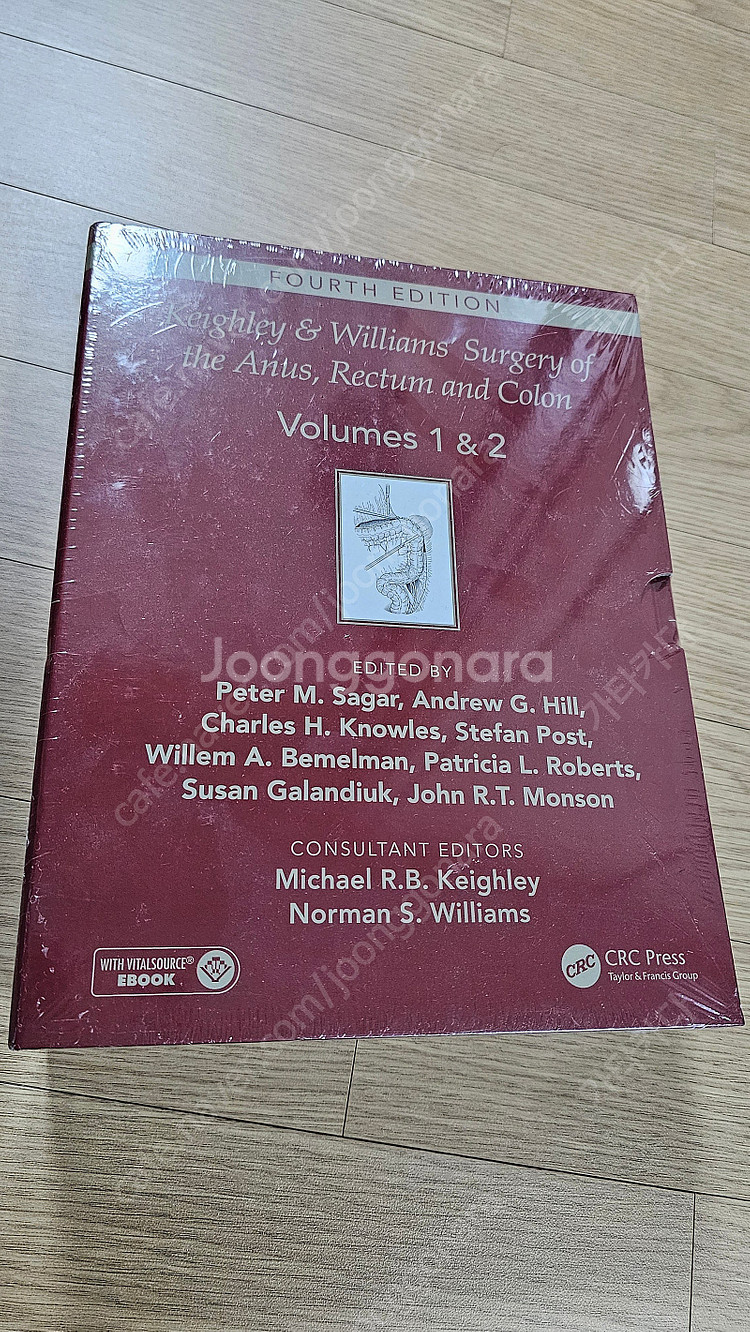 FOURTH EDITION
Keighley & Williams' Surgery of
the Anus, Rectum and Colon
Volumes 1 & 2
Joonggonara
EDITED BY
Peter M. Sagar, Andrew G. Hill,
Charles H. Knowles, Stefan Post,
Willem A. Bemelman, Patricia L. Roberts,
Susan Galandiuk, John R.T. Monson
CONSULTANT EDITORS
Michael R.B. Keighley
Norman S. Williams
WITH VITALSOURCE®
EBOOK
CRC
CRC Press
Taylor & Francis Group